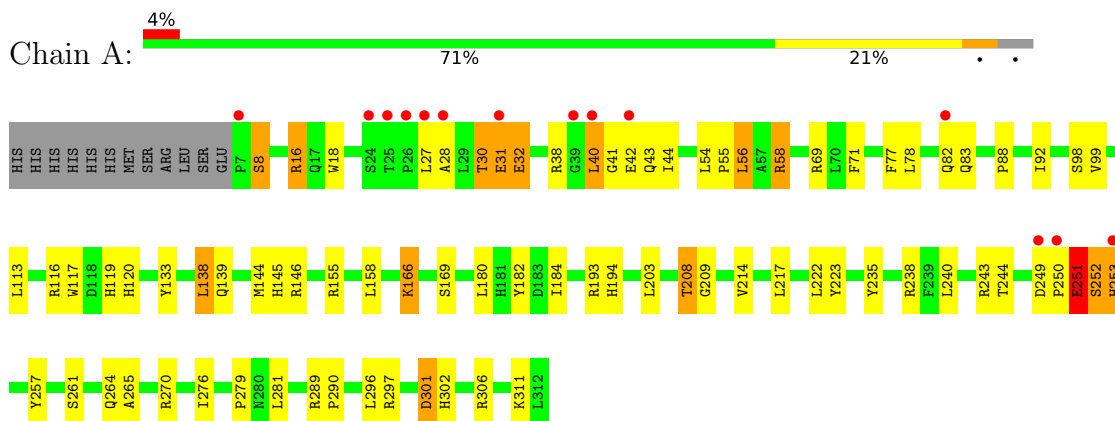 4%
Chain A:
71% 21% • •
HIS HIS HIS HIS HIS HIS MET SER ARG LEU SER GLU P7 S8 R16 Q17 W18 S24 T25 P26 L27 A28 L29 T30 E31 E32 R38 G39 L40 G41 E42 Q43 I44 L54 P55 L56 A57 R58 R69 L70 F71 F77 L78 Q82 Q83 P88 I92 S98 V99
L113 R116 W117 D118 H119 H120 Y133 L138 Q139 M144 H145 R146 R155 L158 K166 S169 L180 H181 Y182 D183 I184 R193 H194 L203 T208 G209 V214 L217 L222 Y223 Y235 R238 F239 L240 R243 T244 D249 P250 E251 S252 H253
Y257 S261 Q264 A265 R270 I276 P279 N280 L281 R289 P290 L296 R297 D301 H302 R306 K311 L312